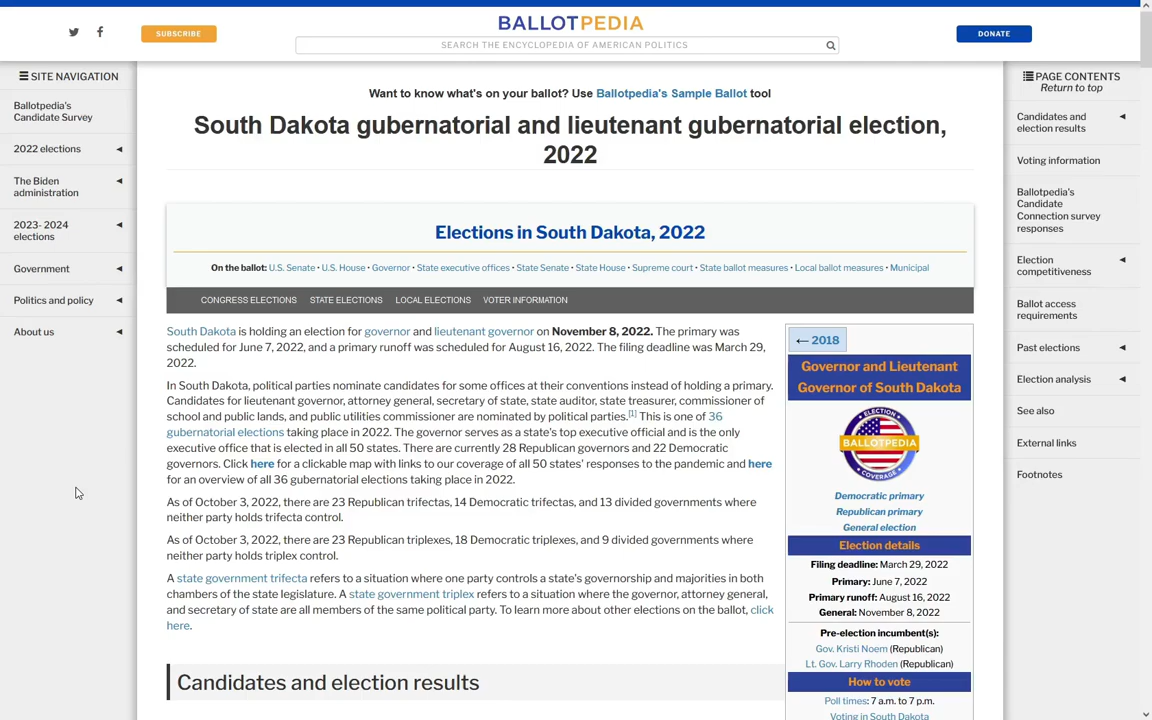 BALLOTPEDIA
SUBSCRIBE
SEARCH THE ENCYCLOPEDIA OF AMERICAN POLITICS
DONATE
SITE NAVIGATION
Ballotpedia's
Candidate Survey
2022 elections
The Biden
administration
2023- 2024
elections
Government
Politics and policy
About us
Want to know what's on your ballot? Use Ballotpedia's Sample Ballot tool
South Dakota gubernatorial and lieutenant gubernatorial election,
2022
Elections in South Dakota, 2022
On the ballot: U.S. Senate • U.S. House • Governor • State executive offices • State Senate • State House • Supreme court • State ballot measures • Local ballot measures • Municipal
CONGRESS ELECTIONS STATE ELECTIONS LOCAL ELECTIONS VOTER INFORMATION
South Dakota is holding an election for governor and lieutenant governor on November 8, 2022. The primary was
scheduled for June 7, 2022, and a primary runoff was scheduled for August 16, 2022. The filing deadline was March 29,
2022.
In South Dakota, political parties nominate candidates for some offices at their conventions instead of holding a primary.
Candidates for lieutenant governor, attorney general, secretary of state, state auditor, state treasurer, commissioner of
school and public lands, and public utilities commissioner are nominated by political parties.[1] This is one of 36
gubernatorial elections taking place in 2022. The governor serves as a state's top executive official and is the only
executive office that is elected in all 50 states. There are currently 28 Republican governors and 22 Democratic
governors. Click here for a clickable map with links to our coverage of all 50 states' responses to the pandemic and here
for an overview of all 36 gubernatorial elections taking place in 2022.
As of October 3, 2022, there are 23 Republican trifectas, 14 Democratic trifectas, and 13 divided governments where
neither party holds trifecta control.
As of October 3, 2022, there are 23 Republican triplexes, 18 Democratic triplexes, and 9 divided governments where
neither party holds triplex control.
A state government trifecta refers to a situation where one party controls a state's governorship and majorities in both
chambers of the state legislature. A state government triplex refers to a situation where the governor, attorney general,
and secretary of state are all members of the same political party. To learn more about other elections on the ballot, click
here.
Candidates and election results
← 2018
Governor and Lieutenant
Governor of South Dakota
ELECTION
BALLOTPEDIA
COVERAGE
Democratic primary
Republican primary
General election
Election details
Filing deadline: March 29, 2022
Primary: June 7, 2022
Primary runoff: August 16, 2022
General: November 8, 2022
Pre-election incumbent(s):
Gov. Kristi Noem (Republican)
Lt. Gov. Larry Rhoden (Republican)
How to vote
Poll times: 7 a.m. to 7 p.m.
Voting in South Dakota
PAGE CONTENTS
Return to top
Candidates and
election results
Voting information
Ballotpedia's
Candidate
Connection survey
responses
Election
competitiveness
Ballot access
requirements
Past elections
Election analysis
See also
External links
Footnotes